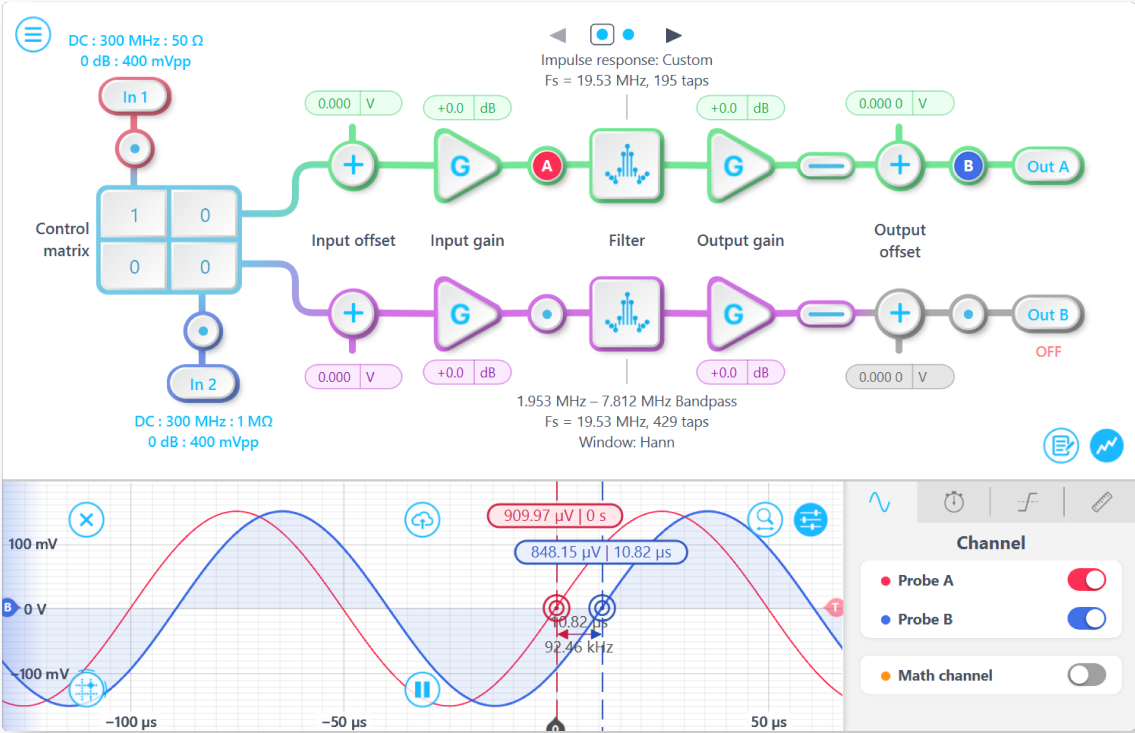 DC : 300 MHz : 50 Ω
0 dB : 400 mVpp
In 1
Impulse response: Custom
Fs = 19.53 MHz, 195 taps
0.000 V
+0.0 dB
+0.0 dB
0.000 0 V
G
A
G
B
Out A
Control
matrix
1 0
0 0
Input offset
Input gain
Filter
Output gain
Output
offset
G
G
Out B
OFF
0.000 V
+0.0 dB
+0.0 dB
0.000 0 V
In 2
DC : 300 MHz : 1 MΩ
0 dB : 400 mVpp
1.953 MHz – 7.812 MHz Bandpass
Fs = 19.53 MHz, 429 taps
Window: Hann
909.97 µV | 0 s
848.15 µV | 10.82 µs
100 mV
B
0 V
T
10.82 µs
92.46 kHz
−100 mV
−100 µs
−50 µs
0
50 µs
Channel
Probe A
Probe B
Math channel